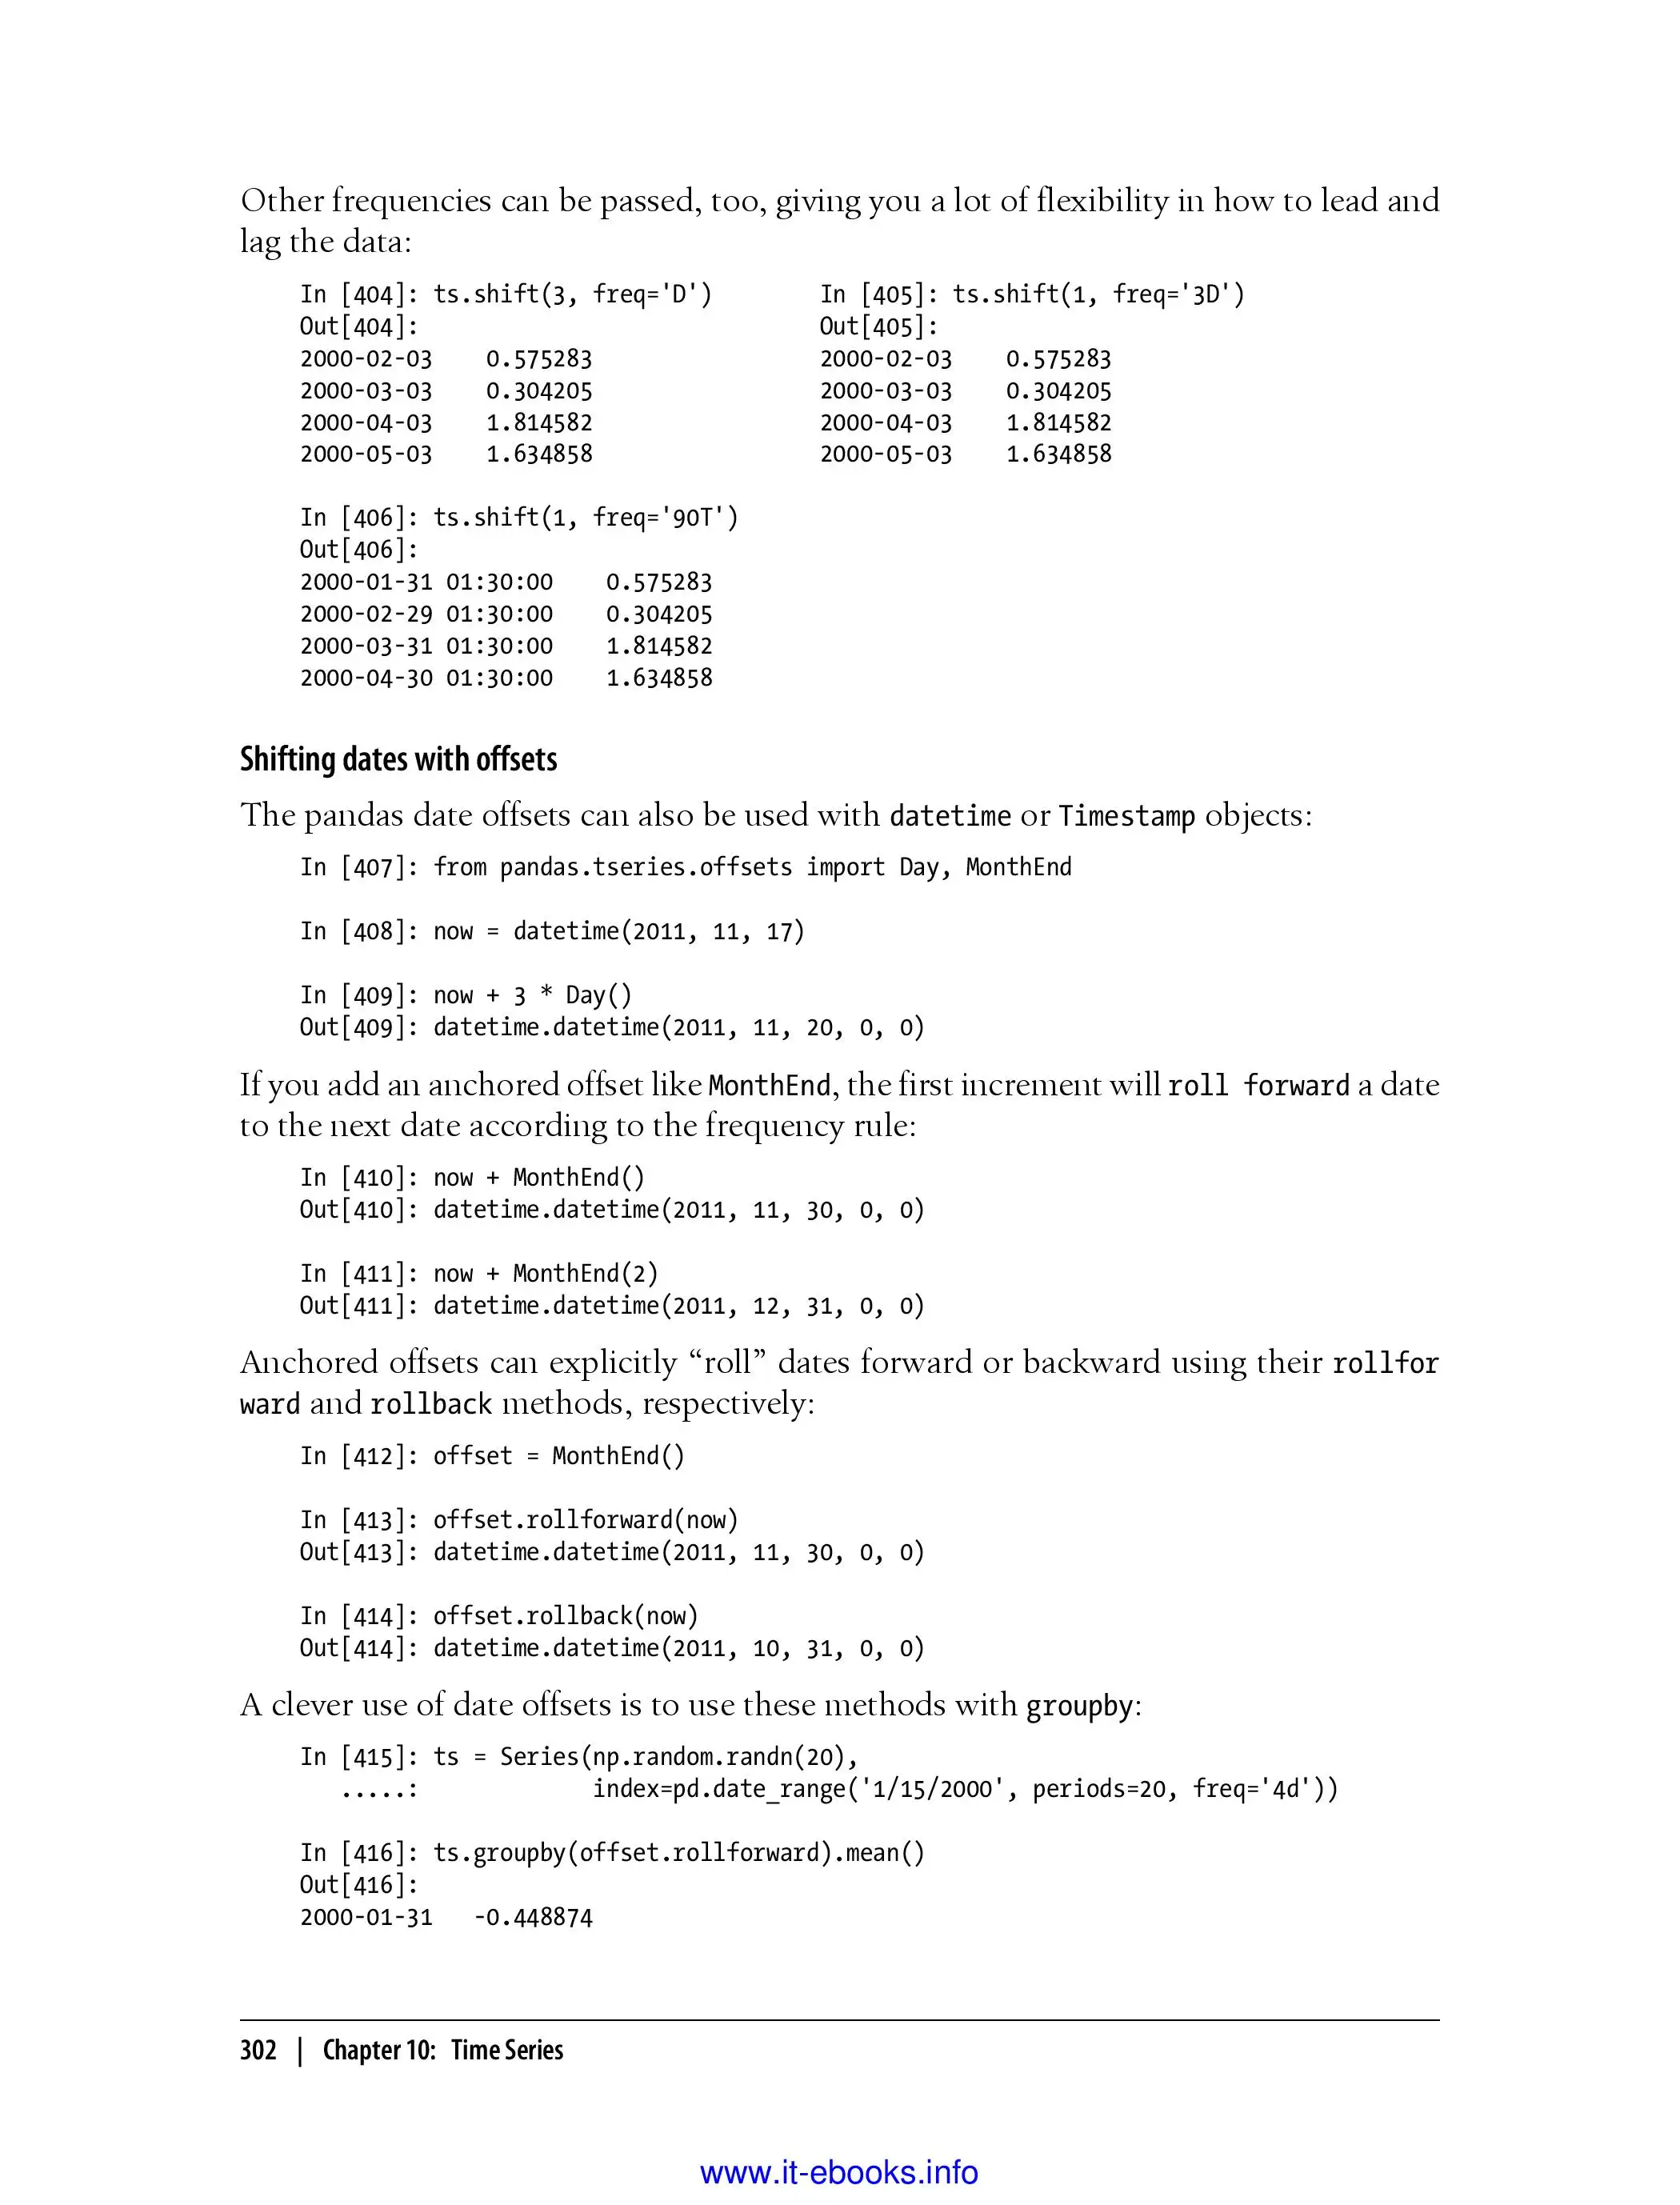 Other frequencies can be passed, too, giving you a lot of flexibility in how to lead and
lag the data:
In [404]: ts.shift(3, freq='D')        In [405]: ts.shift(1, freq='3D')
Out[404]:                              Out[405]:
2000-02-03    0.575283                 2000-02-03    0.575283
2000-03-03    0.304205                 2000-03-03    0.304205
2000-04-03    1.814582                 2000-04-03    1.814582
2000-05-03    1.634858                 2000-05-03    1.634858
In [406]: ts.shift(1, freq='90T')
Out[406]:
2000-01-31 01:30:00    0.575283
2000-02-29 01:30:00    0.304205
2000-03-31 01:30:00    1.814582
2000-04-30 01:30:00    1.634858
Shifting dates with offsets
The pandas date offsets can also be used with datetime or Timestamp objects:
In [407]: from pandas.tseries.offsets import Day, MonthEnd
In [408]: now = datetime(2011, 11, 17)
In [409]: now + 3 * Day()
Out[409]: datetime.datetime(2011, 11, 20, 0, 0)
If you add an anchored offset like MonthEnd, the first increment will roll forward a date
to the next date according to the frequency rule:
In [410]: now + MonthEnd()
Out[410]: datetime.datetime(2011, 11, 30, 0, 0)
In [411]: now + MonthEnd(2)
Out[411]: datetime.datetime(2011, 12, 31, 0, 0)
Anchored offsets can explicitly “roll” dates forward or backward using their rollfor
ward and rollback methods, respectively:
In [412]: offset = MonthEnd()
In [413]: offset.rollforward(now)
Out[413]: datetime.datetime(2011, 11, 30, 0, 0)
In [414]: offset.rollback(now)
Out[414]: datetime.datetime(2011, 10, 31, 0, 0)
A clever use of date offsets is to use these methods with groupby:
In [415]: ts = Series(np.random.randn(20),
   .....:             index=pd.date_range('1/15/2000', periods=20, freq='4d'))
In [416]: ts.groupby(offset.rollforward).mean()
Out[416]:
2000-01-31   -0.448874
302 | Chapter 10: Time Series
www.it-ebooks.info